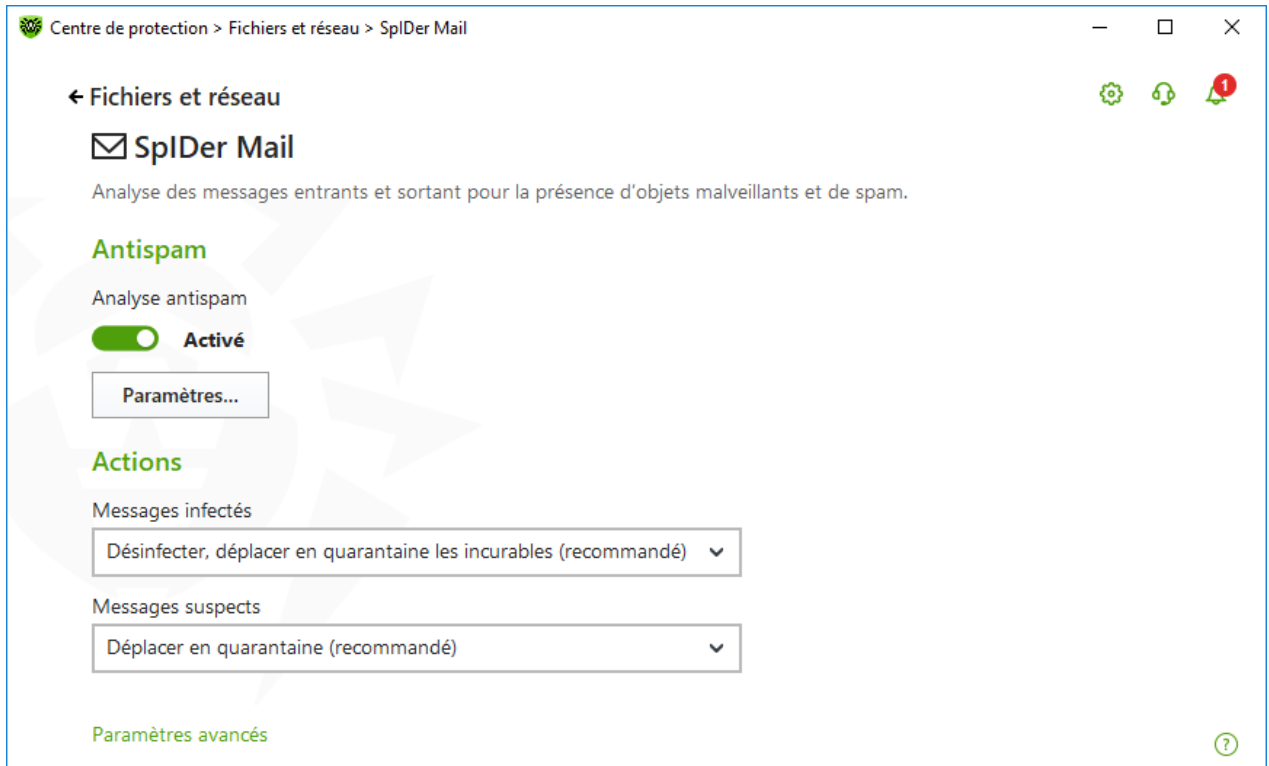 Centre de protection > Fichiers et réseau > SpIDer Mail
Fichiers et réseau
1
SpIDer Mail
Analyse des messages entrants et sortant pour la présence d'objets malveillants et de spam.
Antispam
Analyse antispam
Activé
Paramètres...
Actions
Messages infectés
Désinfecter, déplacer en quarantaine les incurables (recommandé)
Messages suspects
Déplacer en quarantaine (recommandé)
Paramètres avancés
?